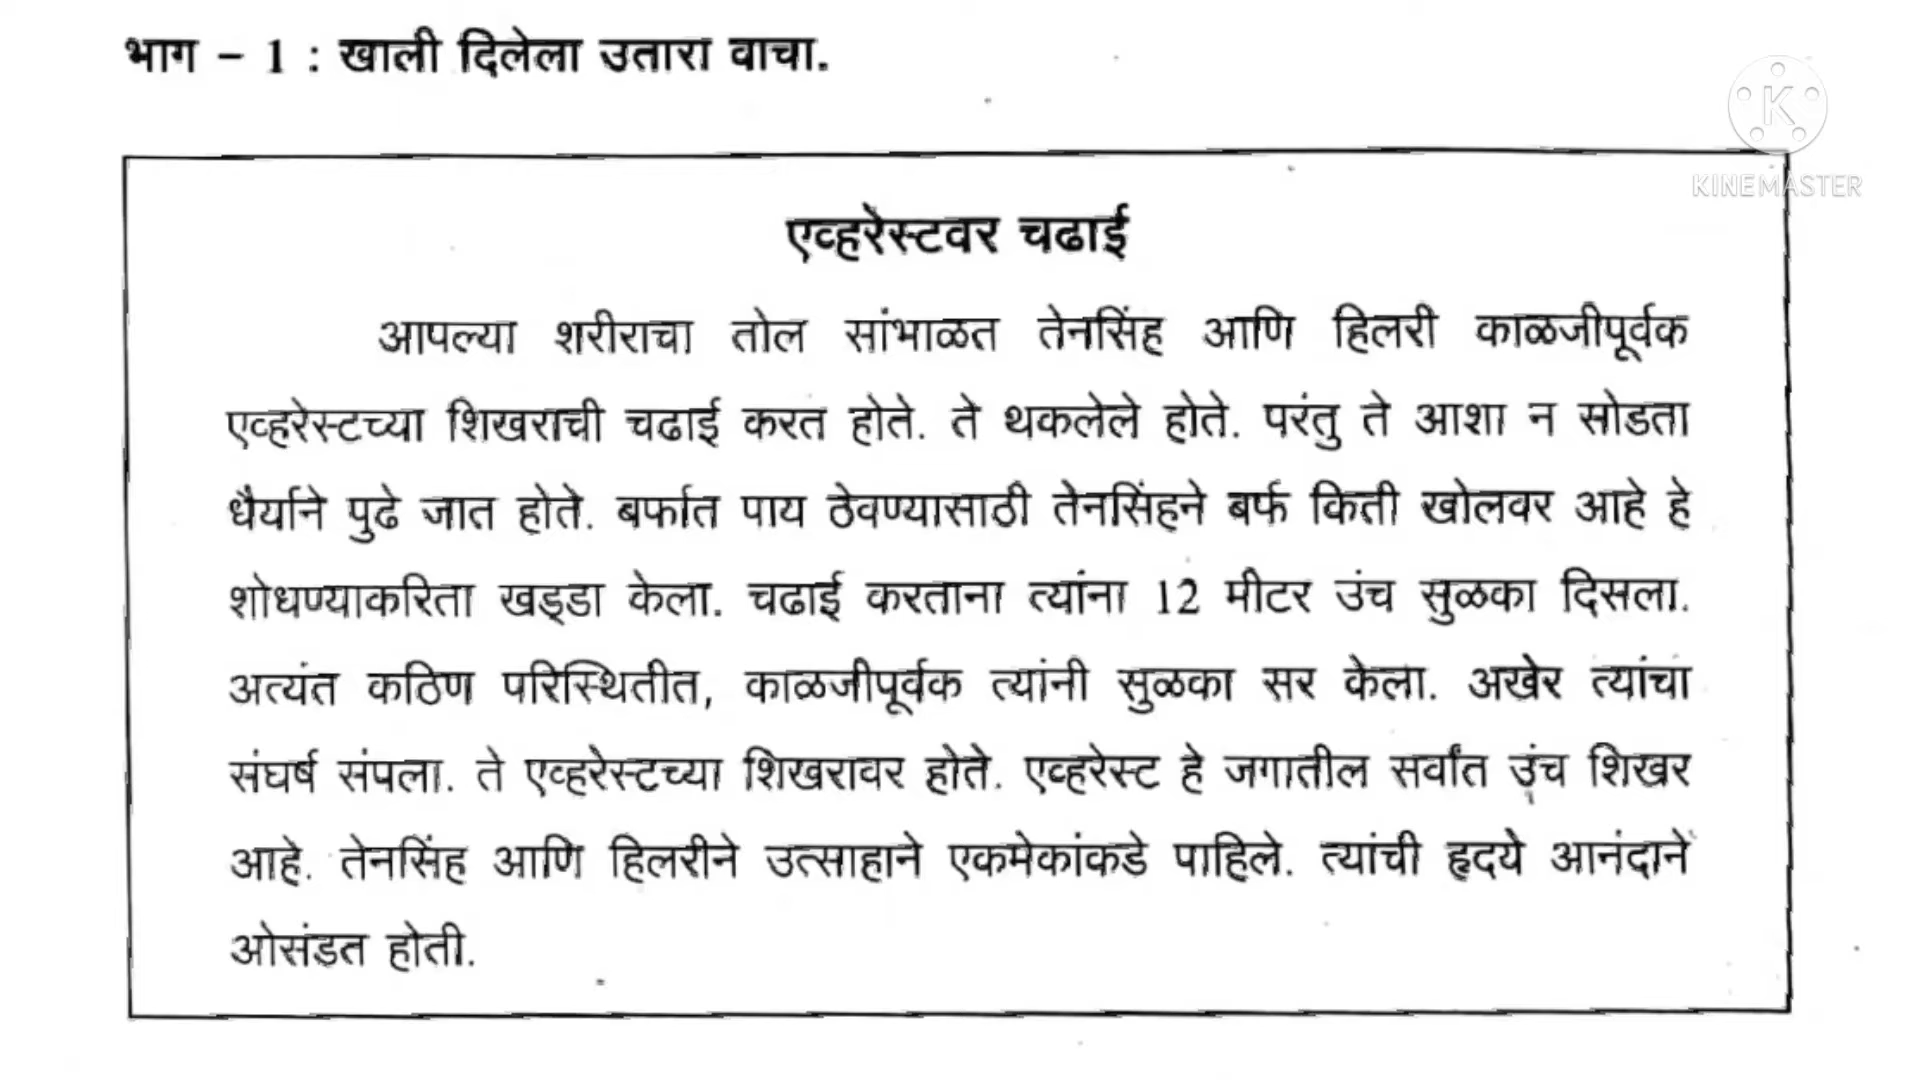 भाग – 1 : खाली दिलेला उतारा वाचा.
KINEMASTER
एव्हरेस्टवर चढाई
आपल्या शरीराचा तोल सांभाळत तेनसिंह आणि हिलरी काळजीपूर्वक
एव्हरेस्टच्या शिखराची चढाई करत होते. ते थकलेले होते. परंतु ते आशा न सोडता
धैर्याने पुढे जात होते. बर्फात पाय ठेवण्यासाठी तेनसिंहने बर्फ किती खोलवर आहे हे
शोधण्याकरिता खड्डा केला. चढाई करताना त्यांना 12 मीटर उंच सुळका दिसला.
अत्यंत कठिण परिस्थितीत, काळजीपूर्वक त्यांनी सुळका सर केला. अखेर त्यांचा
संघर्ष संपला. ते एव्हरेस्टच्या शिखरावर होते. एव्हरेस्ट हे जगातील सर्वांत उंच शिखर
आहे. तेनसिंह आणि हिलरीने उत्साहाने एकमेकांकडे पाहिले. त्यांची हृदये आनंदाने
ओसंडत होती.